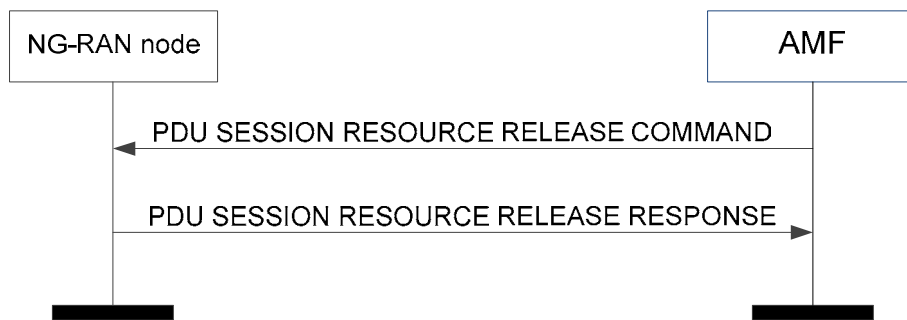 NG-RAN node
AMF
PDU SESSION RESOURCE RELEASE COMMAND
PDU SESSION RESOURCE RELEASE RESPONSE